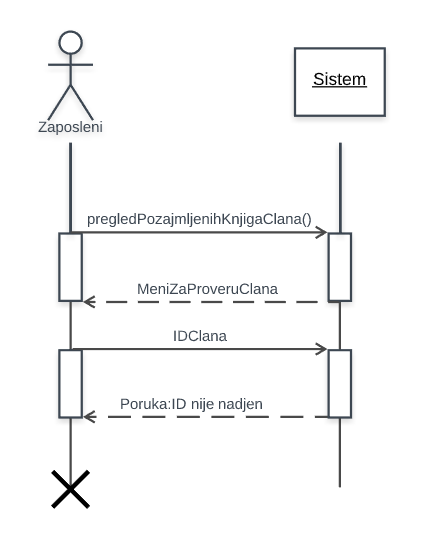 Sistem
Zaposleni
pregledPozajmljenihKnjigaClana()
MeniZaProveruClana
IDClana
Poruka:ID nije nadjen